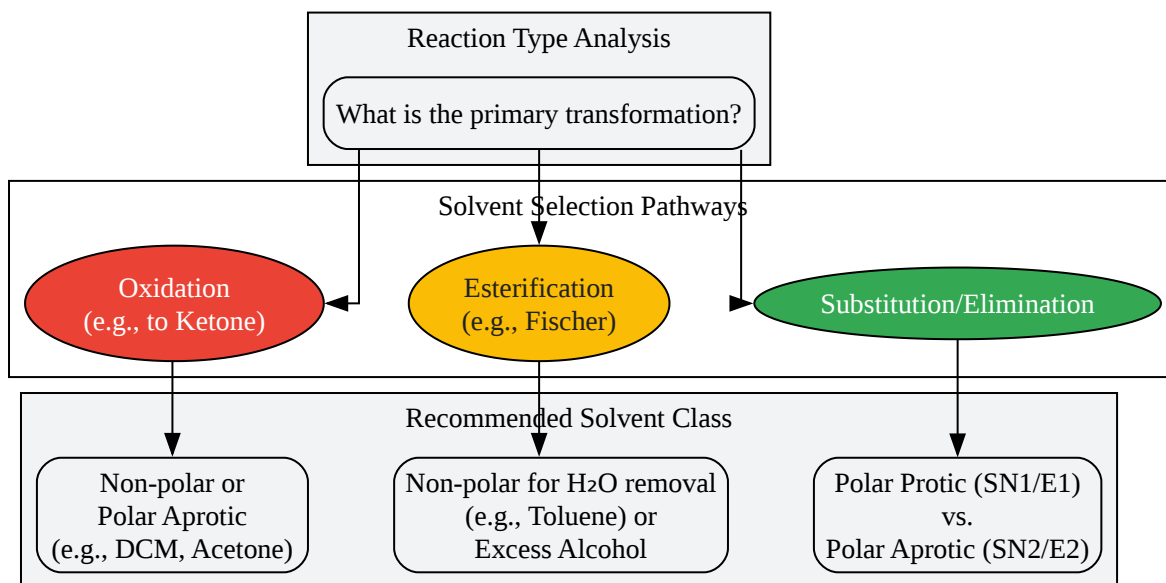 Reaction Type Analysis
What is the primary transformation?
Solvent Selection Pathways
Oxidation
(e.g., to Ketone)
Esterification
(e.g., Fischer)
Substitution/Elimination
Recommended Solvent Class
Non-polar or
Polar Aprotic
(e.g., DCM, Acetone)
Non-polar for H₂O removal
(e.g., Toluene) or
Excess Alcohol
Polar Protic (SN1/E1)
vs.
Polar Aprotic (SN2/E2)